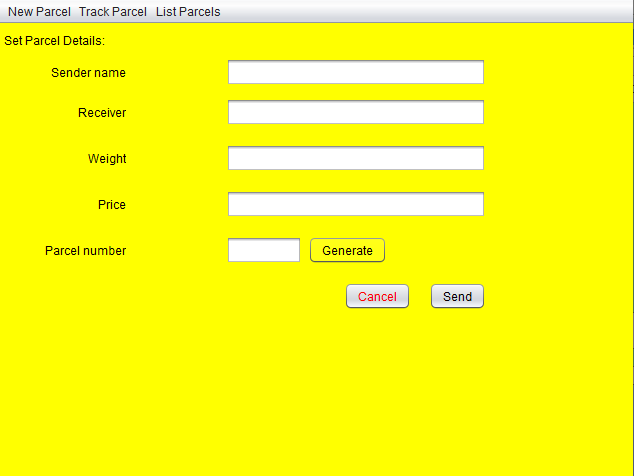 New Parcel Track Parcel List Parcels
Set Parcel Details:
Sender name
Receiver
Weight
Price
Parcel number Generate
Cancel Send